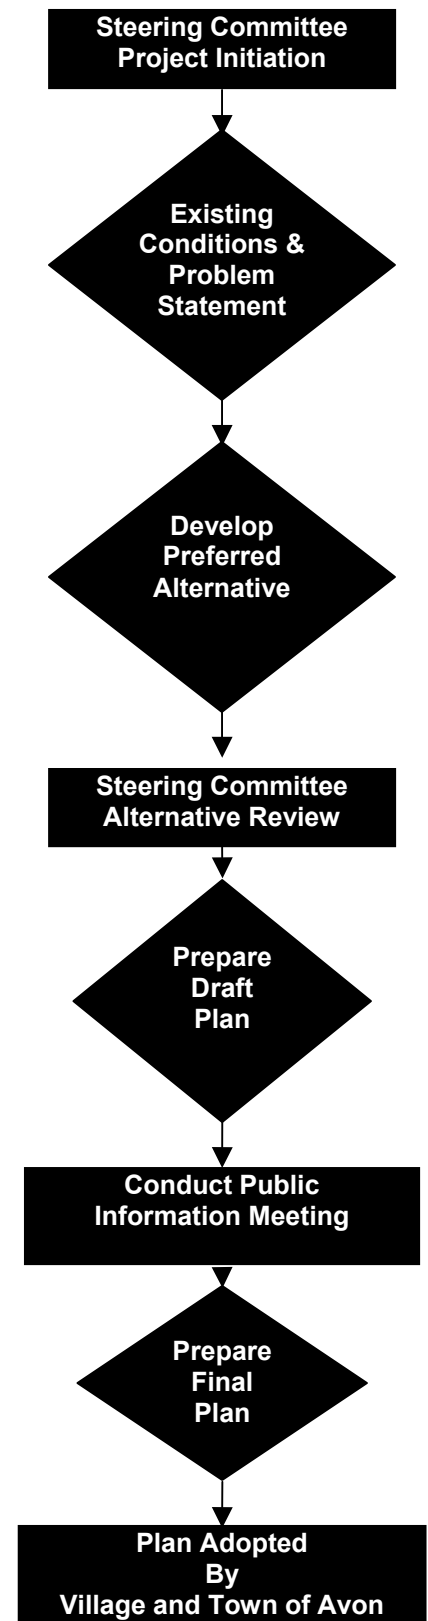 Steering Committee
Project Initiation
Existing
Conditions &
Problem
Statement
Develop
Preferred
Alternative
Steering Committee
Alternative Review
Prepare
Draft
Plan
Conduct Public
Information Meeting
Prepare
Final
Plan
Plan Adopted
By
Village and Town of Avon